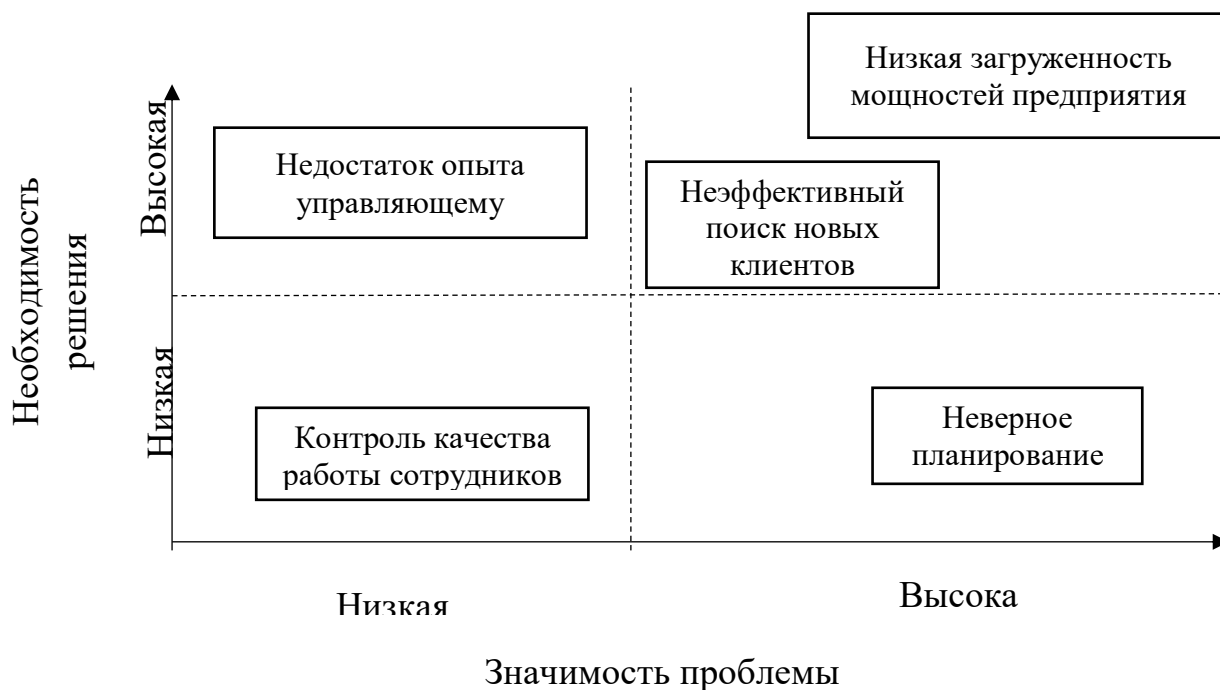 Низкая загруженность
мощностей предприятия
Недостаток опыта
управляющему
Неэффективный
поиск новых
клиентов
Необходимость
решения
Высокая
Низкая
Контроль качества
работы сотрудников
Неверное
планирование
Низкая
Высока
Значимость проблемы